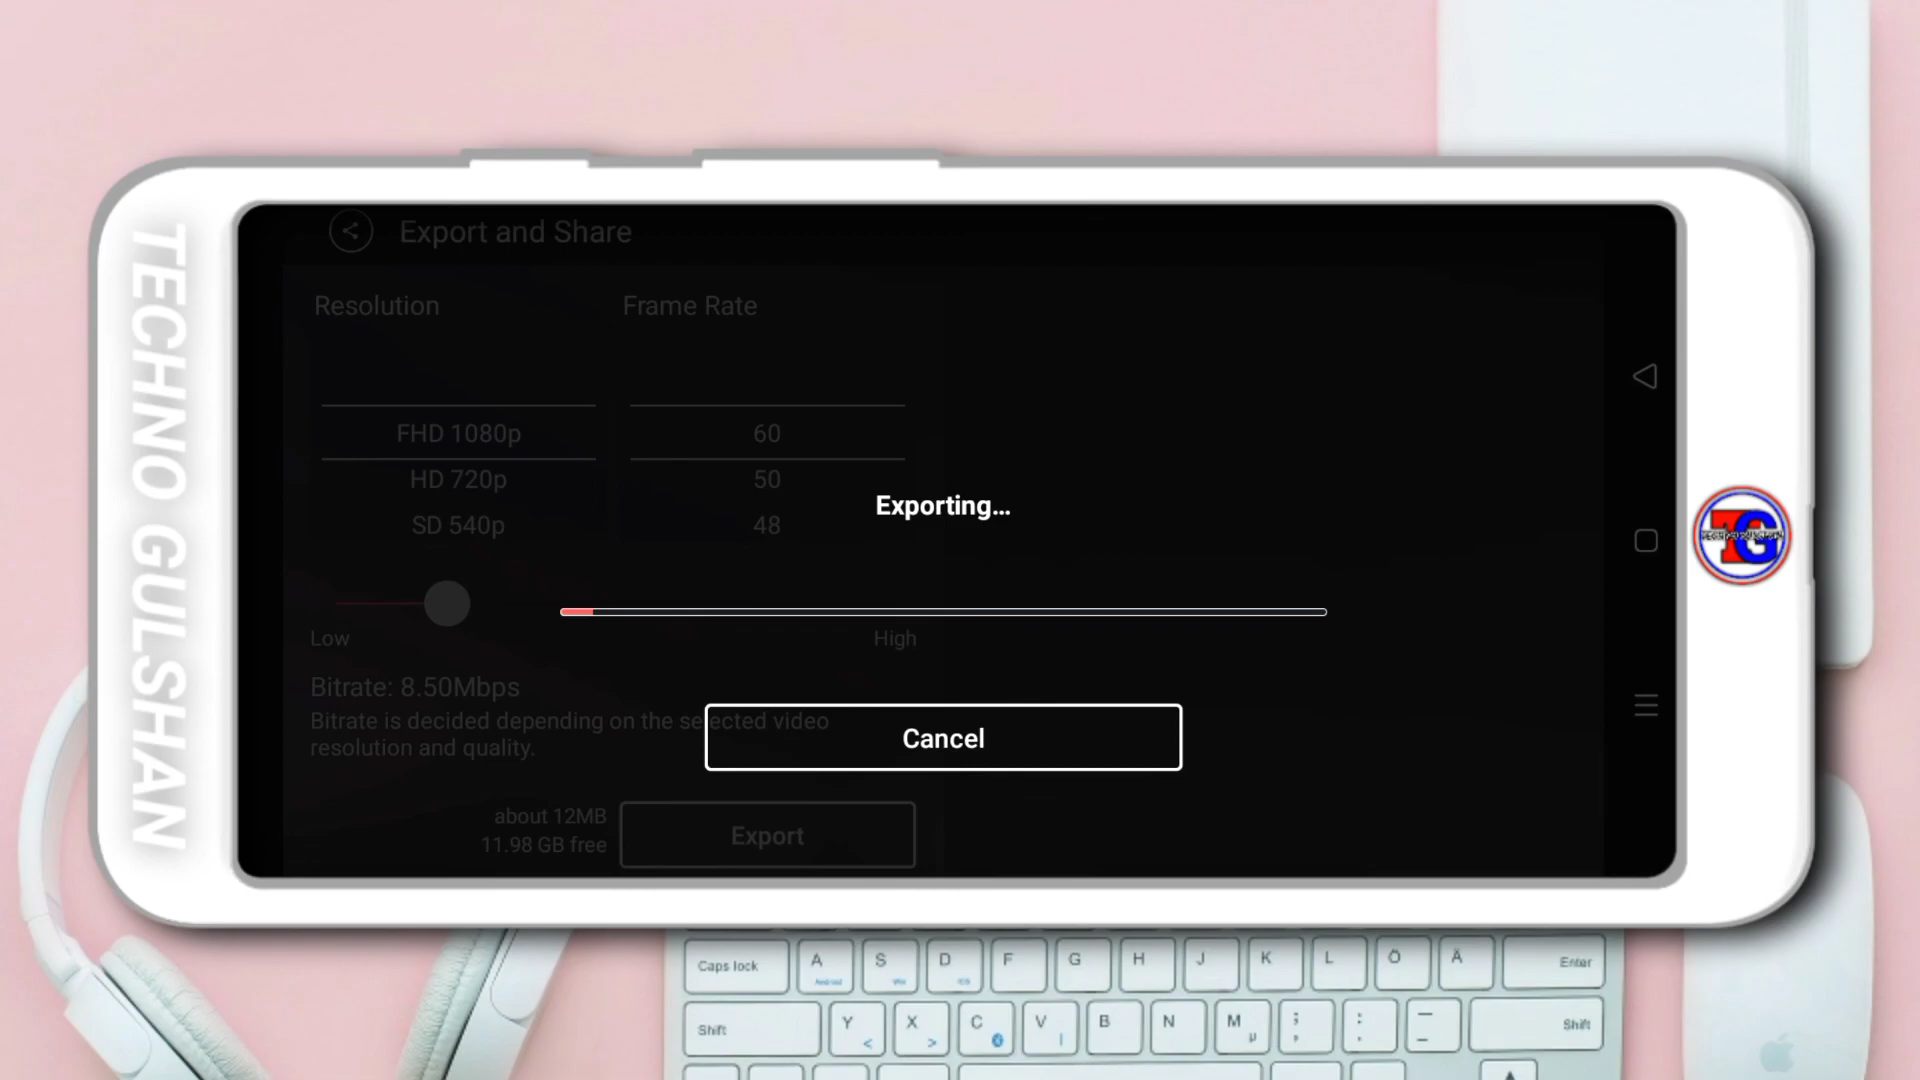 TECHNO GULSHAN
Export and Share
Resolution
Frame Rate
FHD 1080p
60
HD 720p
50
SD 540p
48
Exporting...
Low
High
Bitrate: 8.50Mbps
Bitrate is decided depending on the selected video
resolution and quality.
Cancel
about 12MB
11.98 GB free
Export
TG
Caps lock A S D F G H J K L Ö Ä Enter
Shift Y X C V B N M ; : _ Shift
< > µ ; . –